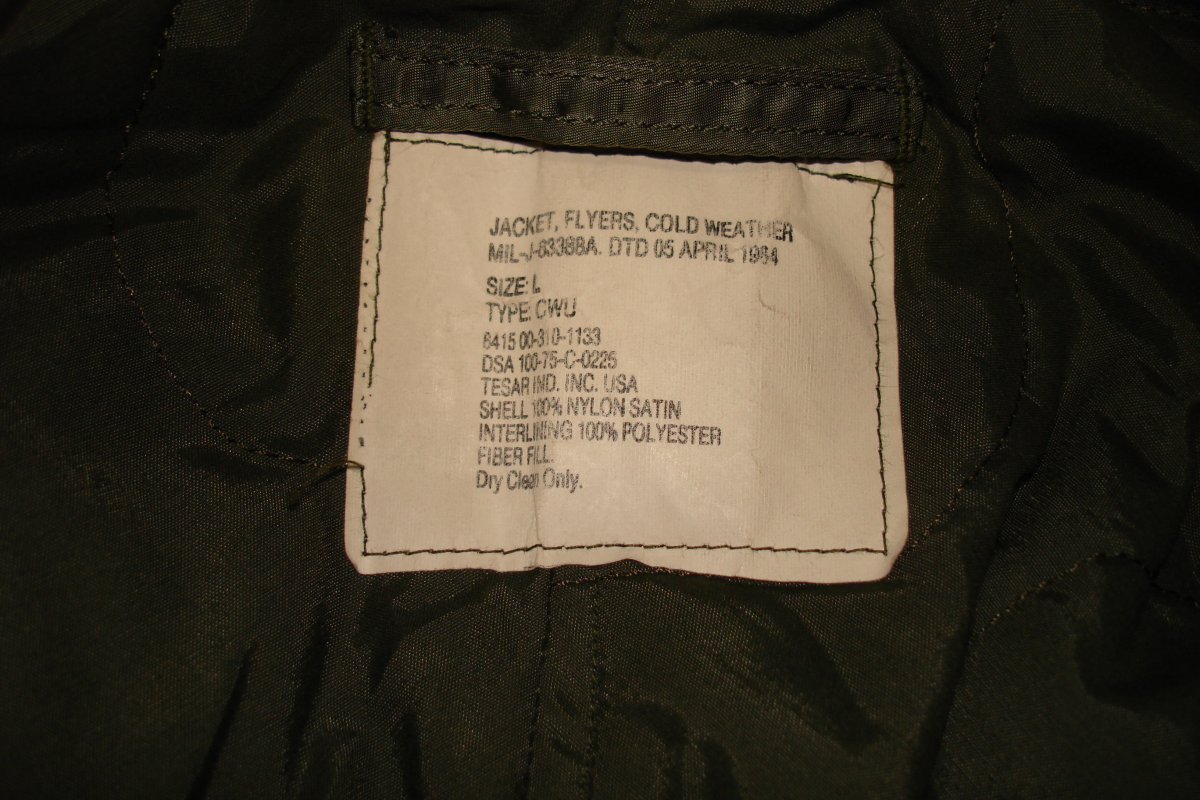 JACKET, FLYERS, COLD WEATHER
MIL-J-83388A. DTD 05 APRIL 1984
SIZE: L
TYPE: CWU
8415 00-310-1133
DSA 100-75-C-0225
TESAR IND. INC. USA
SHELL 100% NYLON SATIN
INTERLINING 100% POLYESTER
FIBER FILL.
Dry Clean Only.